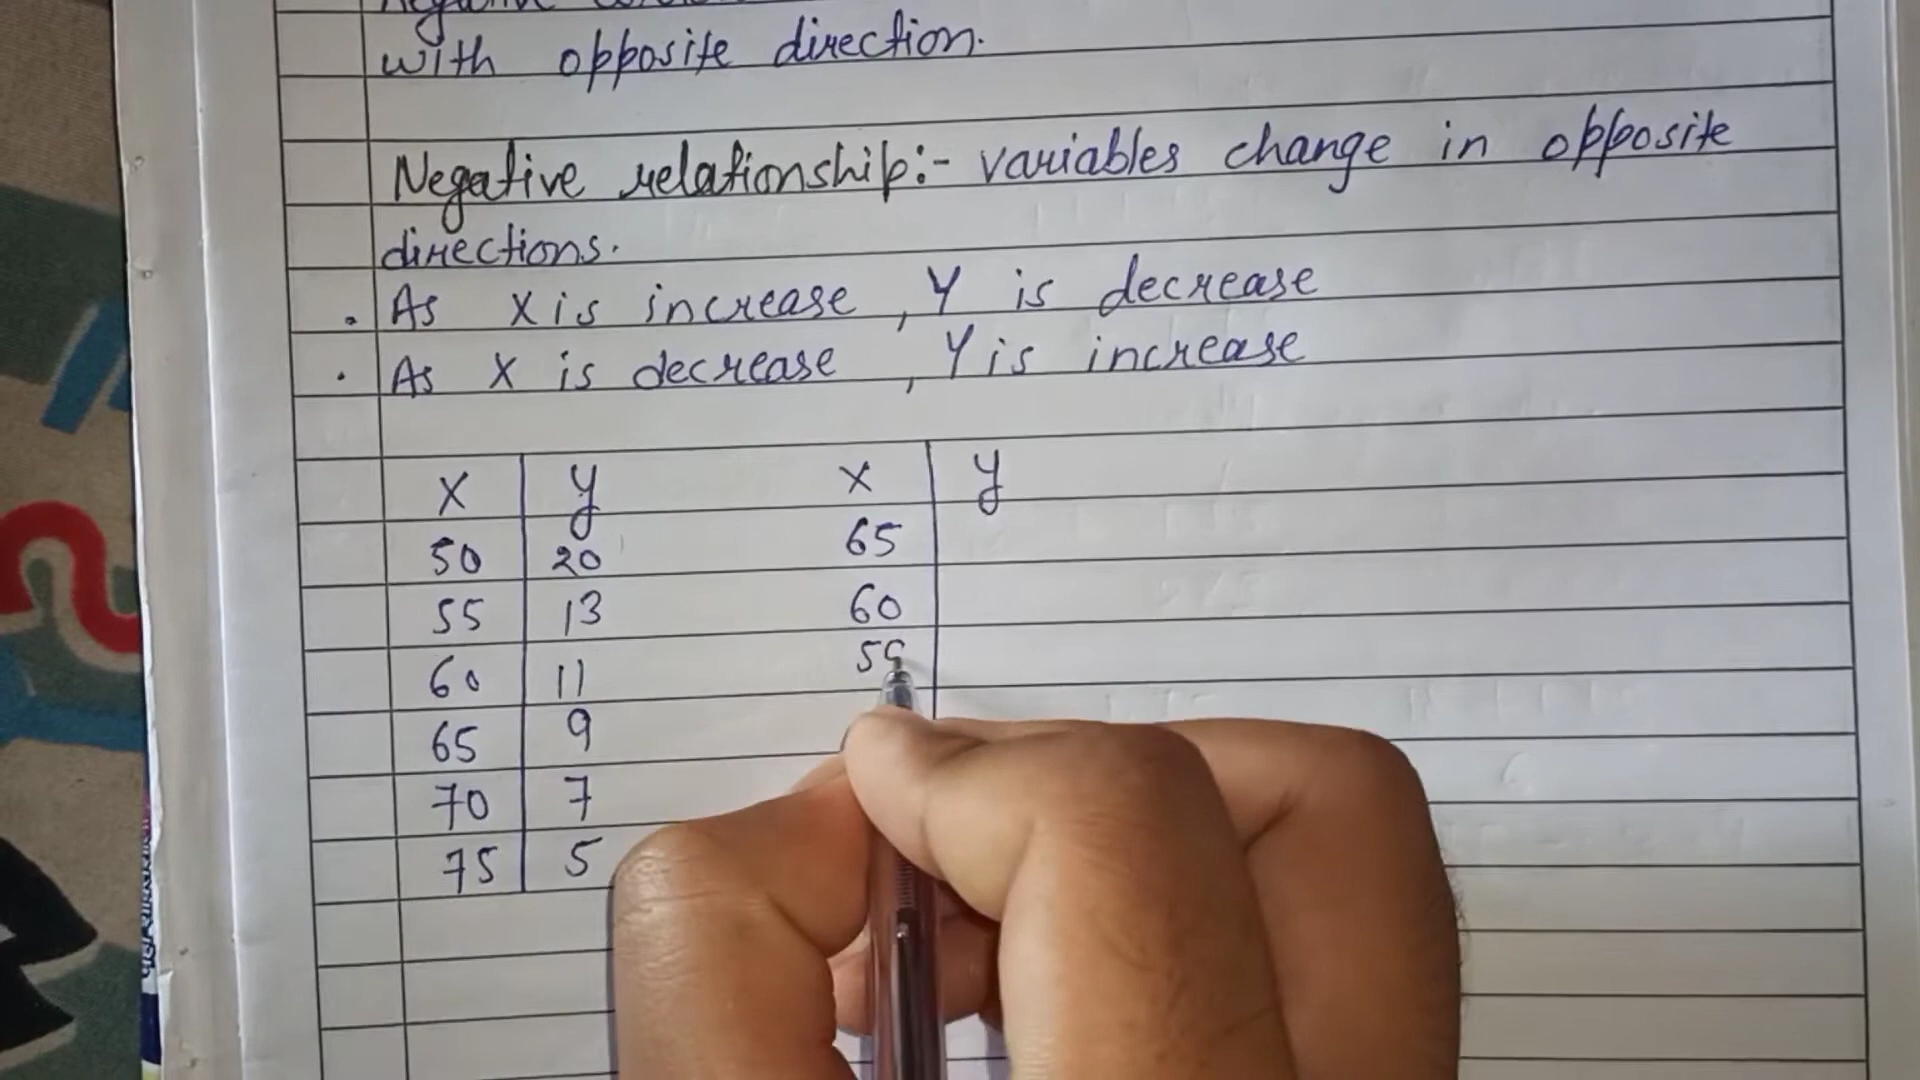 with opposite direction.
Negative relationship:- variables change in opposite
directions.
. As X is increase, Y is decrease
. As X is decrease, Y is increase
X y X y
50 20 65
55 13 60
60 11
65 9
70 7
75 5